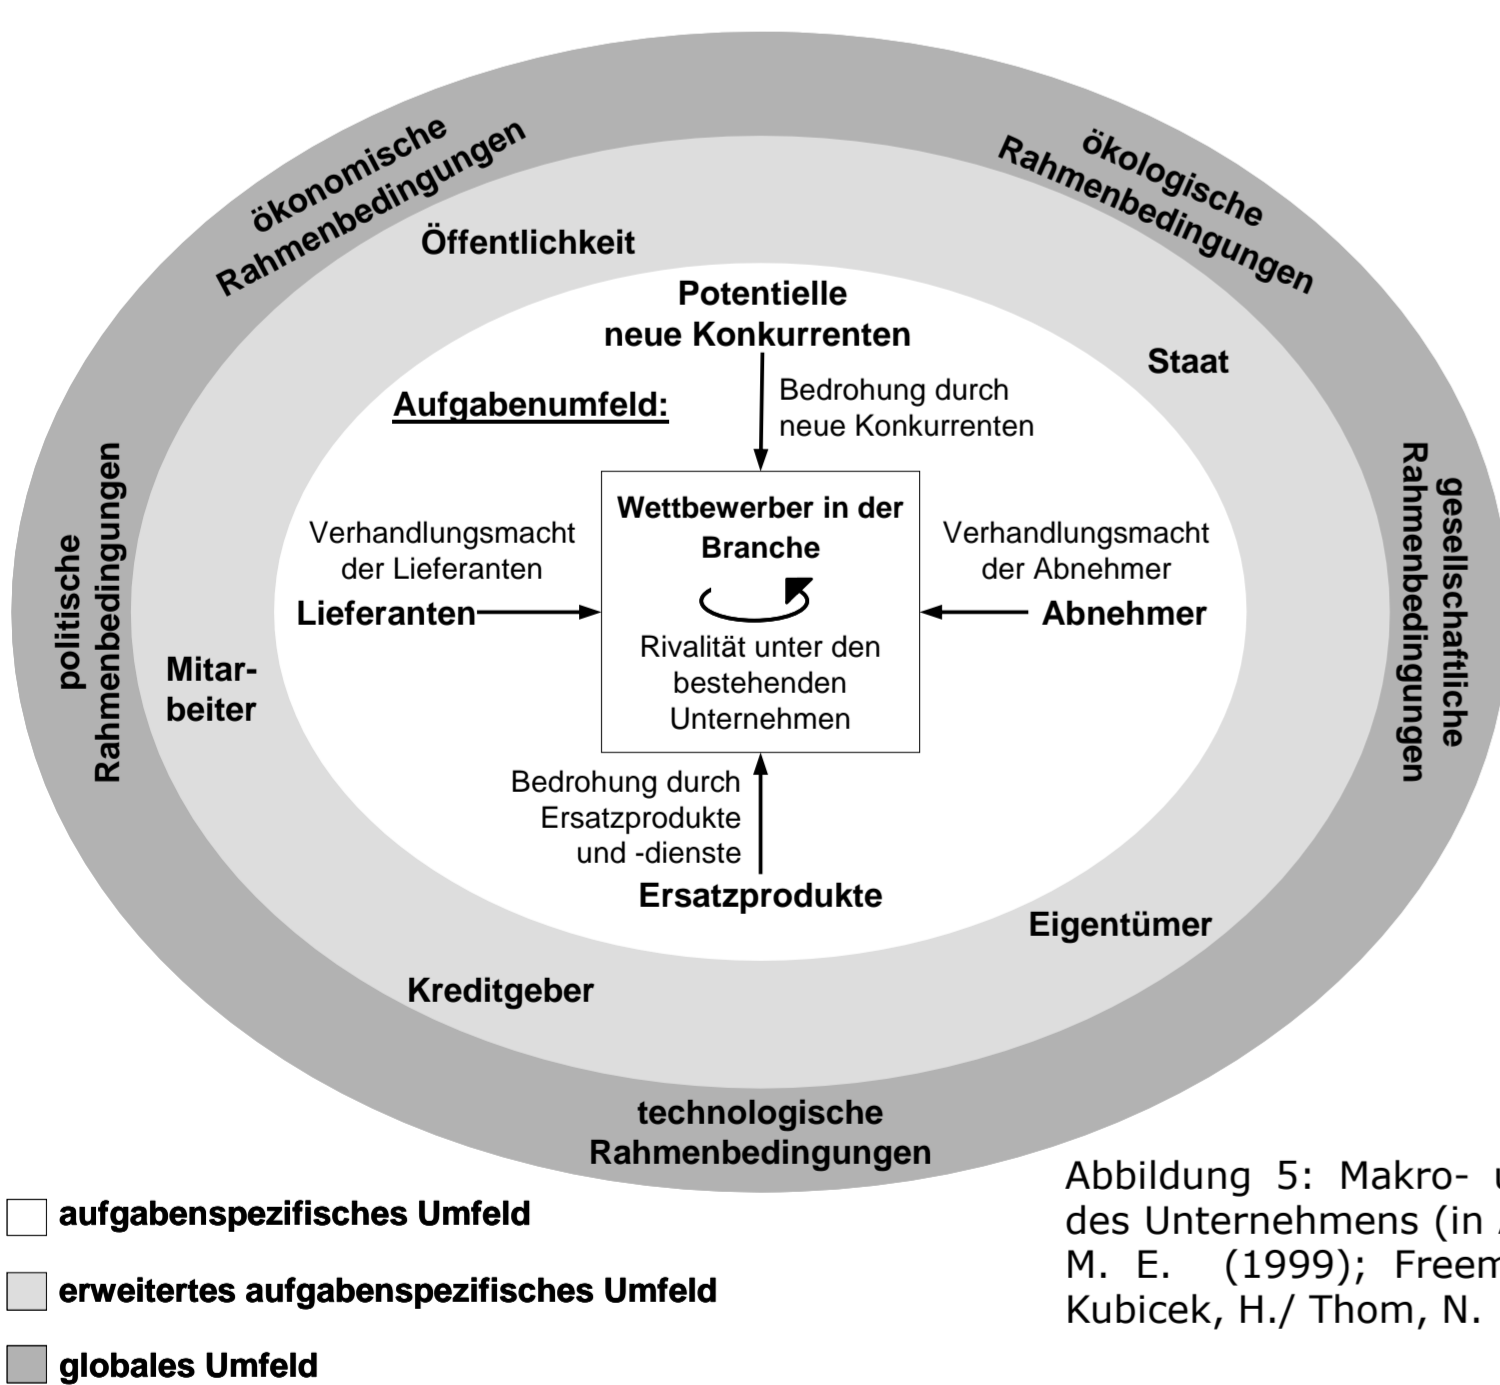 ökonomische
Rahmenbedingungen
ökologische
Rahmenbedingungen
Öffentlichkeit
Potentielle
neue Konkurrenten
Staat
Aufgabenumfeld:
Bedrohung durch
neue Konkurrenten
politische
Rahmenbedingungen
gesellschaftliche
Rahmenbedingungen
Wettbewerber in der
Branche
Verhandlungsmacht
der Lieferanten
Lieferanten
Verhandlungsmacht
der Abnehmer
Abnehmer
Rivalität unter den
bestehenden
Unternehmen
Mitar-
beiter
Bedrohung durch
Ersatzprodukte
und -dienste
Ersatzprodukte
Eigentümer
Kreditgeber
technologische
Rahmenbedingungen
Abbildung 5: Makro-
des Unternehmens (in
M. E. (1999);
Kubicek, H./ Thom, N.
aufgabenspezifisches Umfeld
erweitertes aufgabenspezifisches Umfeld
globales Umfeld